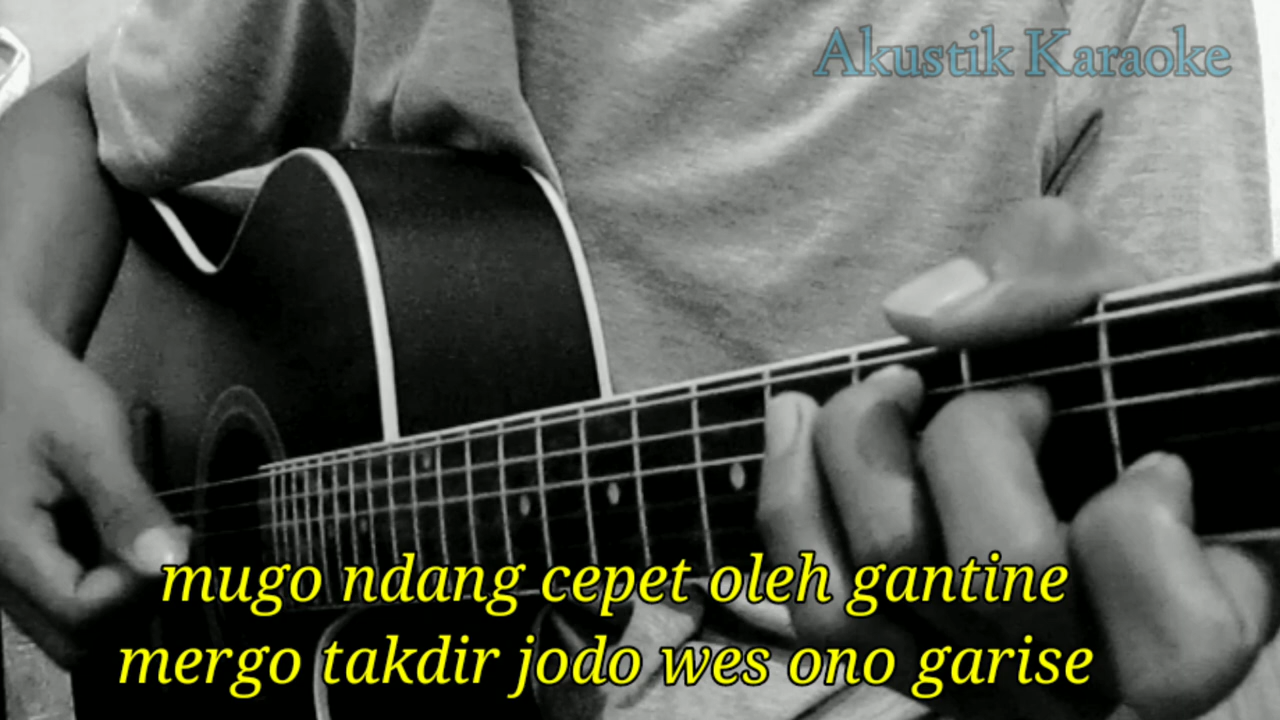 Akustik Karaoke
mugo ndang cepet oleh gantine
mergo takdir jodo wes ono garise